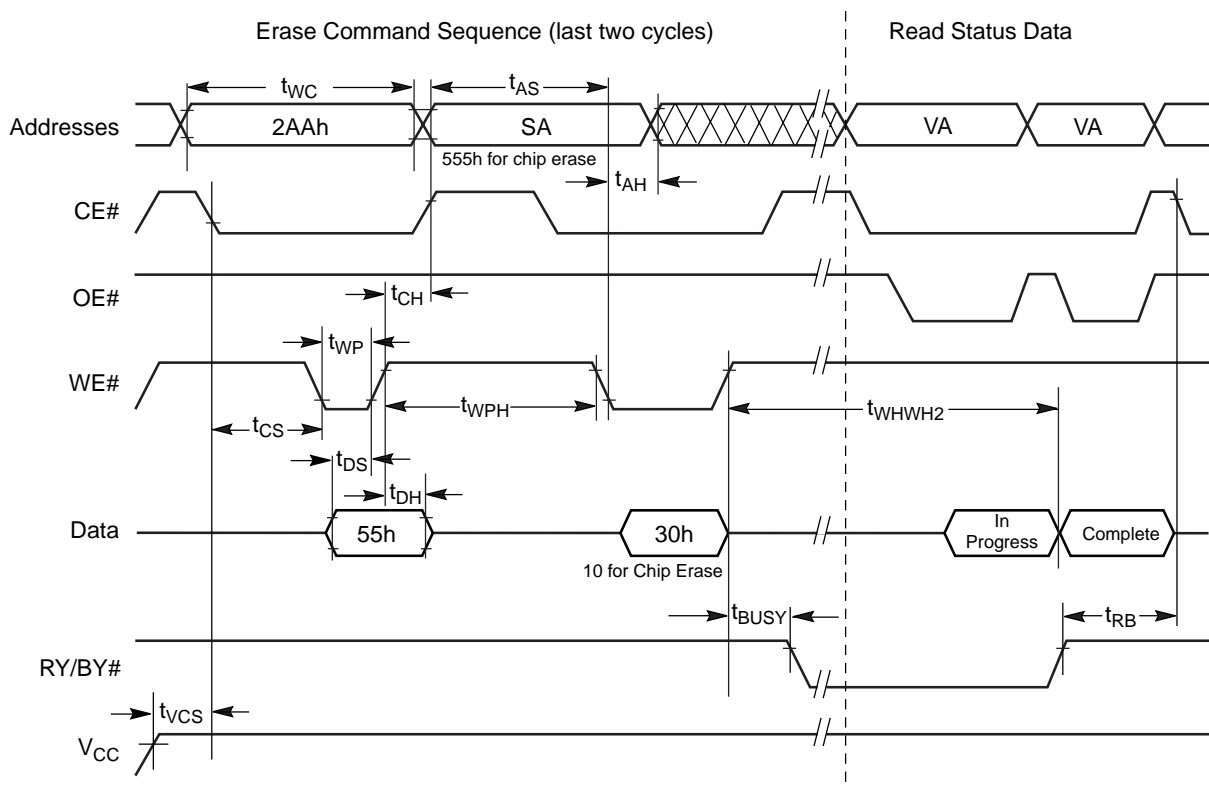 Erase Command Sequence (last two cycles)
Read Status Data
tWC
tAS
Addresses
2AAh
SA
VA
VA
555h for chip erase
tAH
CE#
OE#
tCH
tWP
WE#
tWPH
tWHWH2
tCS
tDS
tDH
Data
55h
30h
In
Progress
Complete
10 for Chip Erase
tBUSY
tRB
RY/BY#
tVCS
VCC